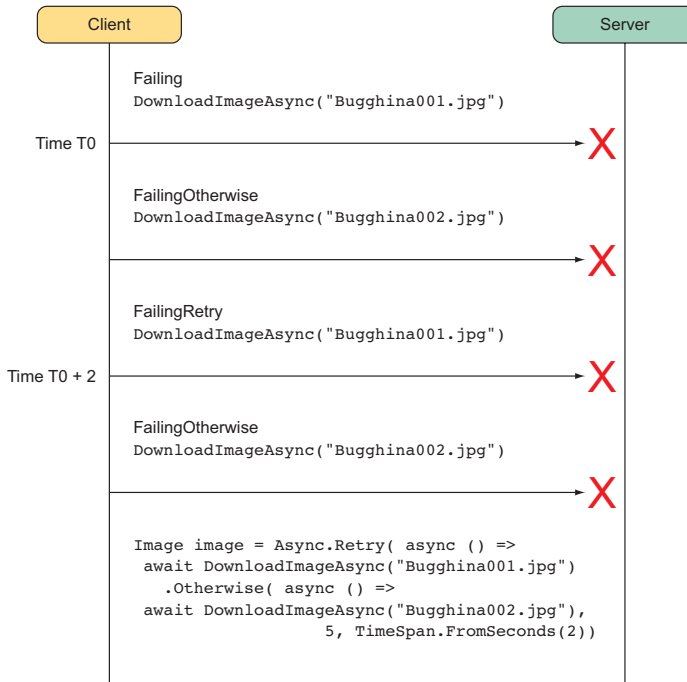 Client
Server
Failing
DownloadImageAsync("Bugghina001.jpg")
Time T0
X
FailingOtherwise
DownloadImageAsync("Bugghina002.jpg")
X
FailingRetry
DownloadImageAsync("Bugghina001.jpg")
Time T0 + 2
X
FailingOtherwise
DownloadImageAsync("Bugghina002.jpg")
X
Image image = Async.Retry( async () =>
await DownloadImageAsync("Bugghina001.jpg")
.Otherwise( async () =>
await DownloadImageAsync("Bugghina002.jpg"),
5, TimeSpan.FromSeconds(2))